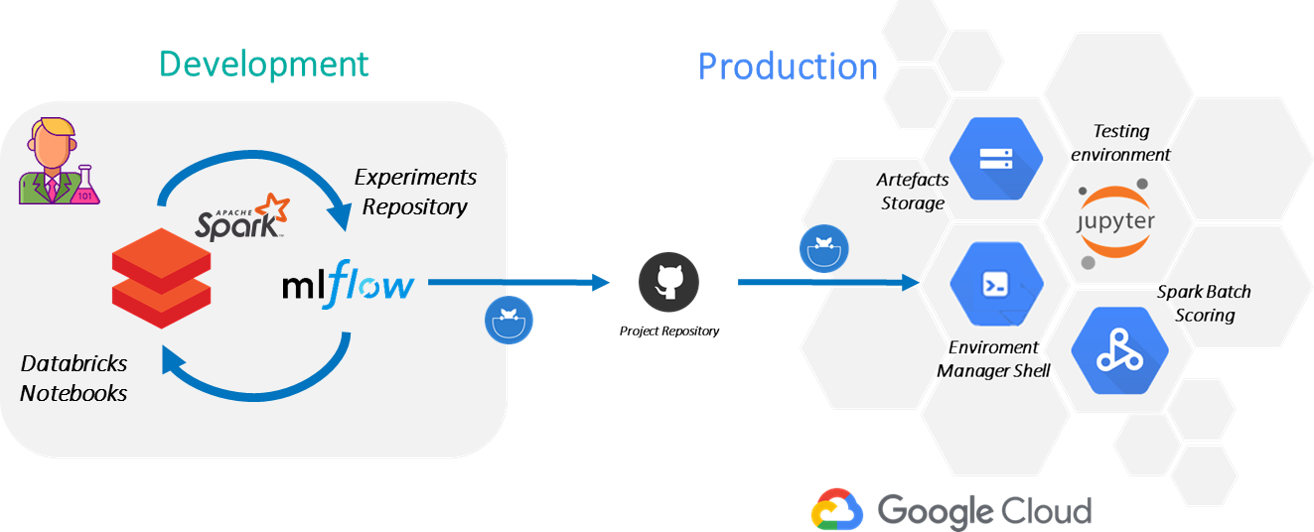 Development
Production
101
Experiments
Repository
APACHE
Spark
TM
mlflow
Databricks
Notebooks
Project Repository
Artefacts
Storage
Testing
environment
jupyter
Enviroment
Manager Shell
Spark Batch
Scoring
Google Cloud